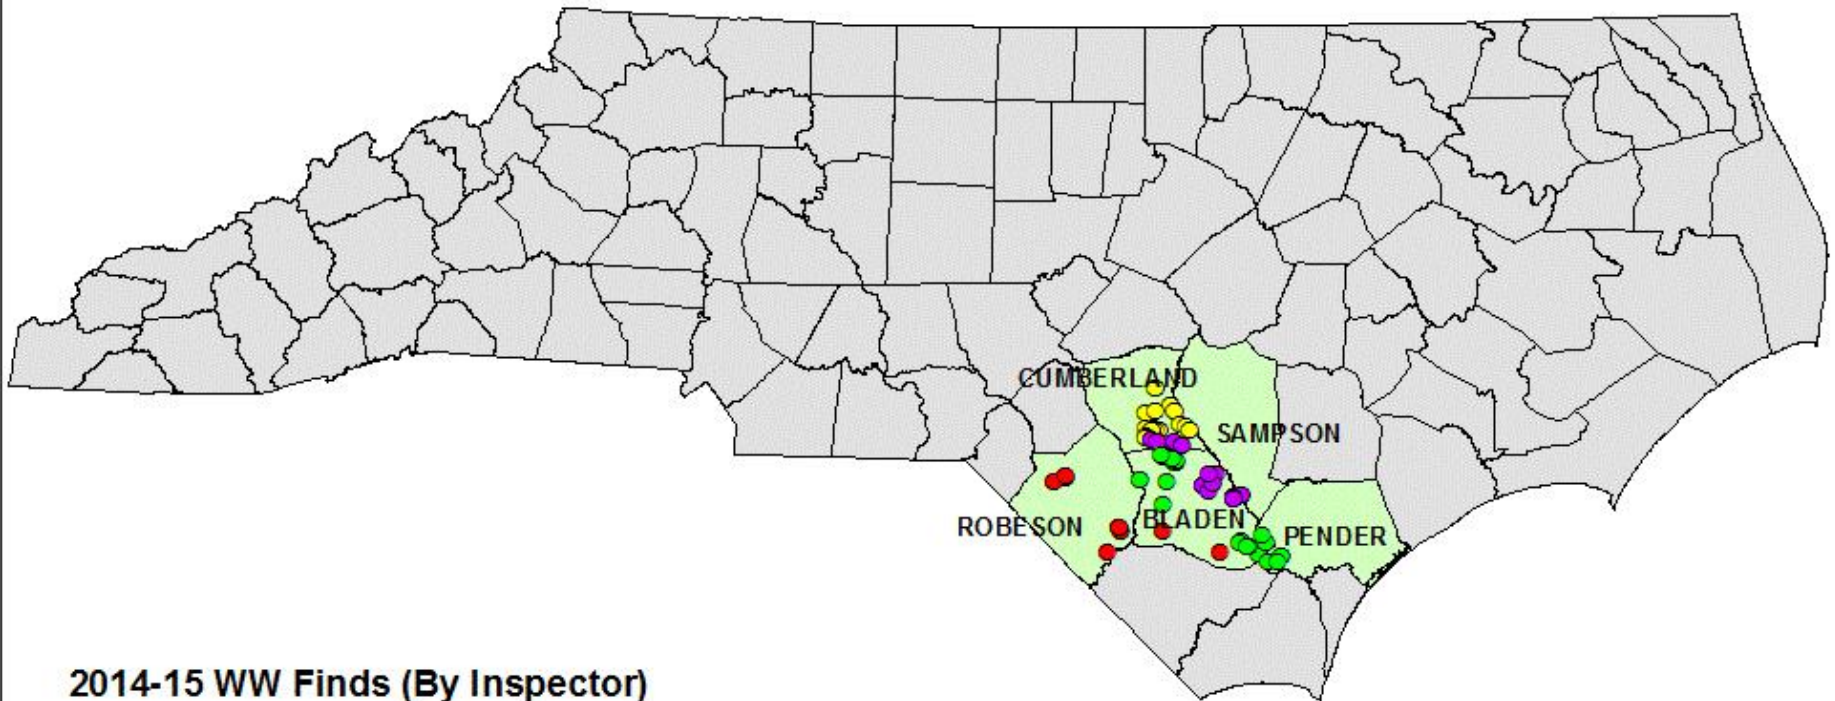 CUMBERLAND
SAMPSON
ROBESON
BLADEN
PENDER
2014-15 WW Finds (By Inspector)